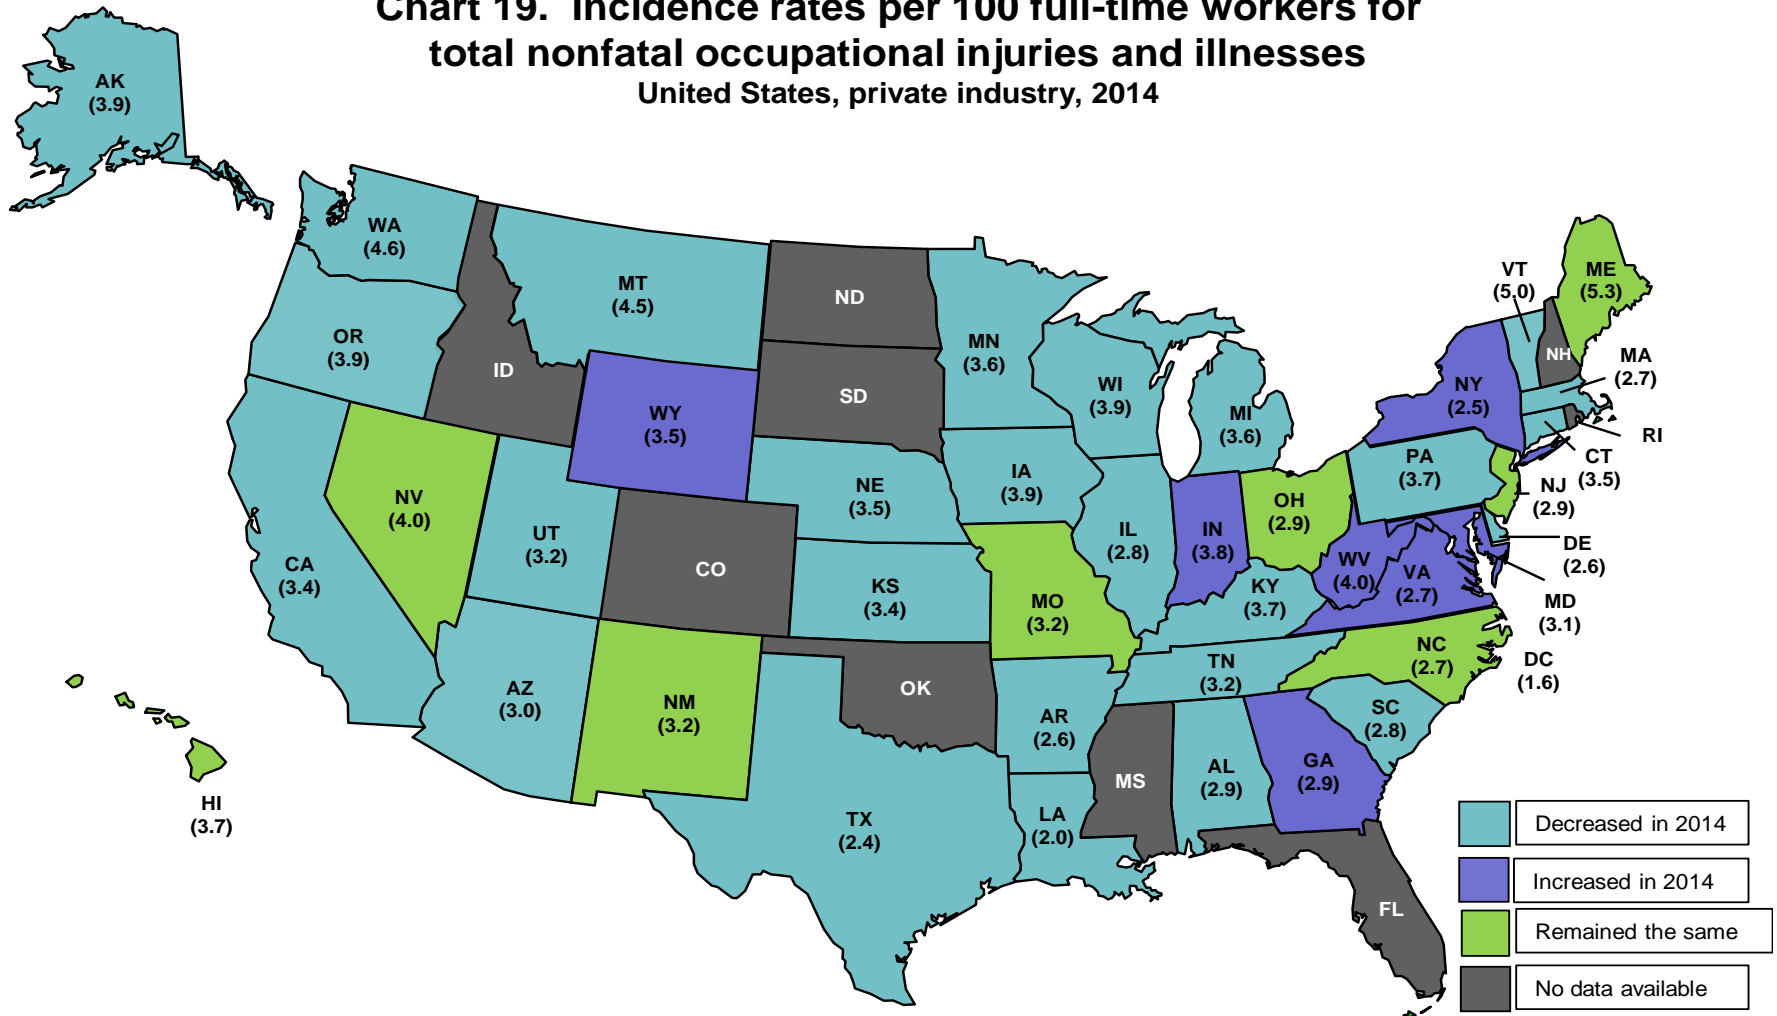 Chart 19.  Incidence rates per 100 full-time workers for
total nonfatal occupational injuries and illnesses
United States, private industry, 2014
AK
(3.9)
WA
(4.6)
MT
(4.5)
ND
VT
(5.0)
ME
(5.3)
OR
(3.9)
ID
SD
MN
(3.6)
WI
(3.9)
MI
(3.6)
NY
(2.5)
NH
MA
(2.7)
RI
WY
(3.5)
CT
(3.5)
NV
(4.0)
UT
(3.2)
NE
(3.5)
IA
(3.9)
PA
(3.7)
NJ
(2.9)
IL
(2.8)
IN
(3.8)
OH
(2.9)
DE
(2.6)
CA
(3.4)
CO
KS
(3.4)
MO
(3.2)
KY
(3.7)
WV
(4.0)
VA
(2.7)
MD
(3.1)
AZ
(3.0)
NM
(3.2)
OK
AR
(2.6)
TN
(3.2)
NC
(2.7)
DC
(1.6)
SC
(2.8)
MS
AL
(2.9)
GA
(2.9)
HI
(3.7)
TX
(2.4)
LA
(2.0)
FL
Decreased in 2014
Increased in 2014
Remained the same
No data available